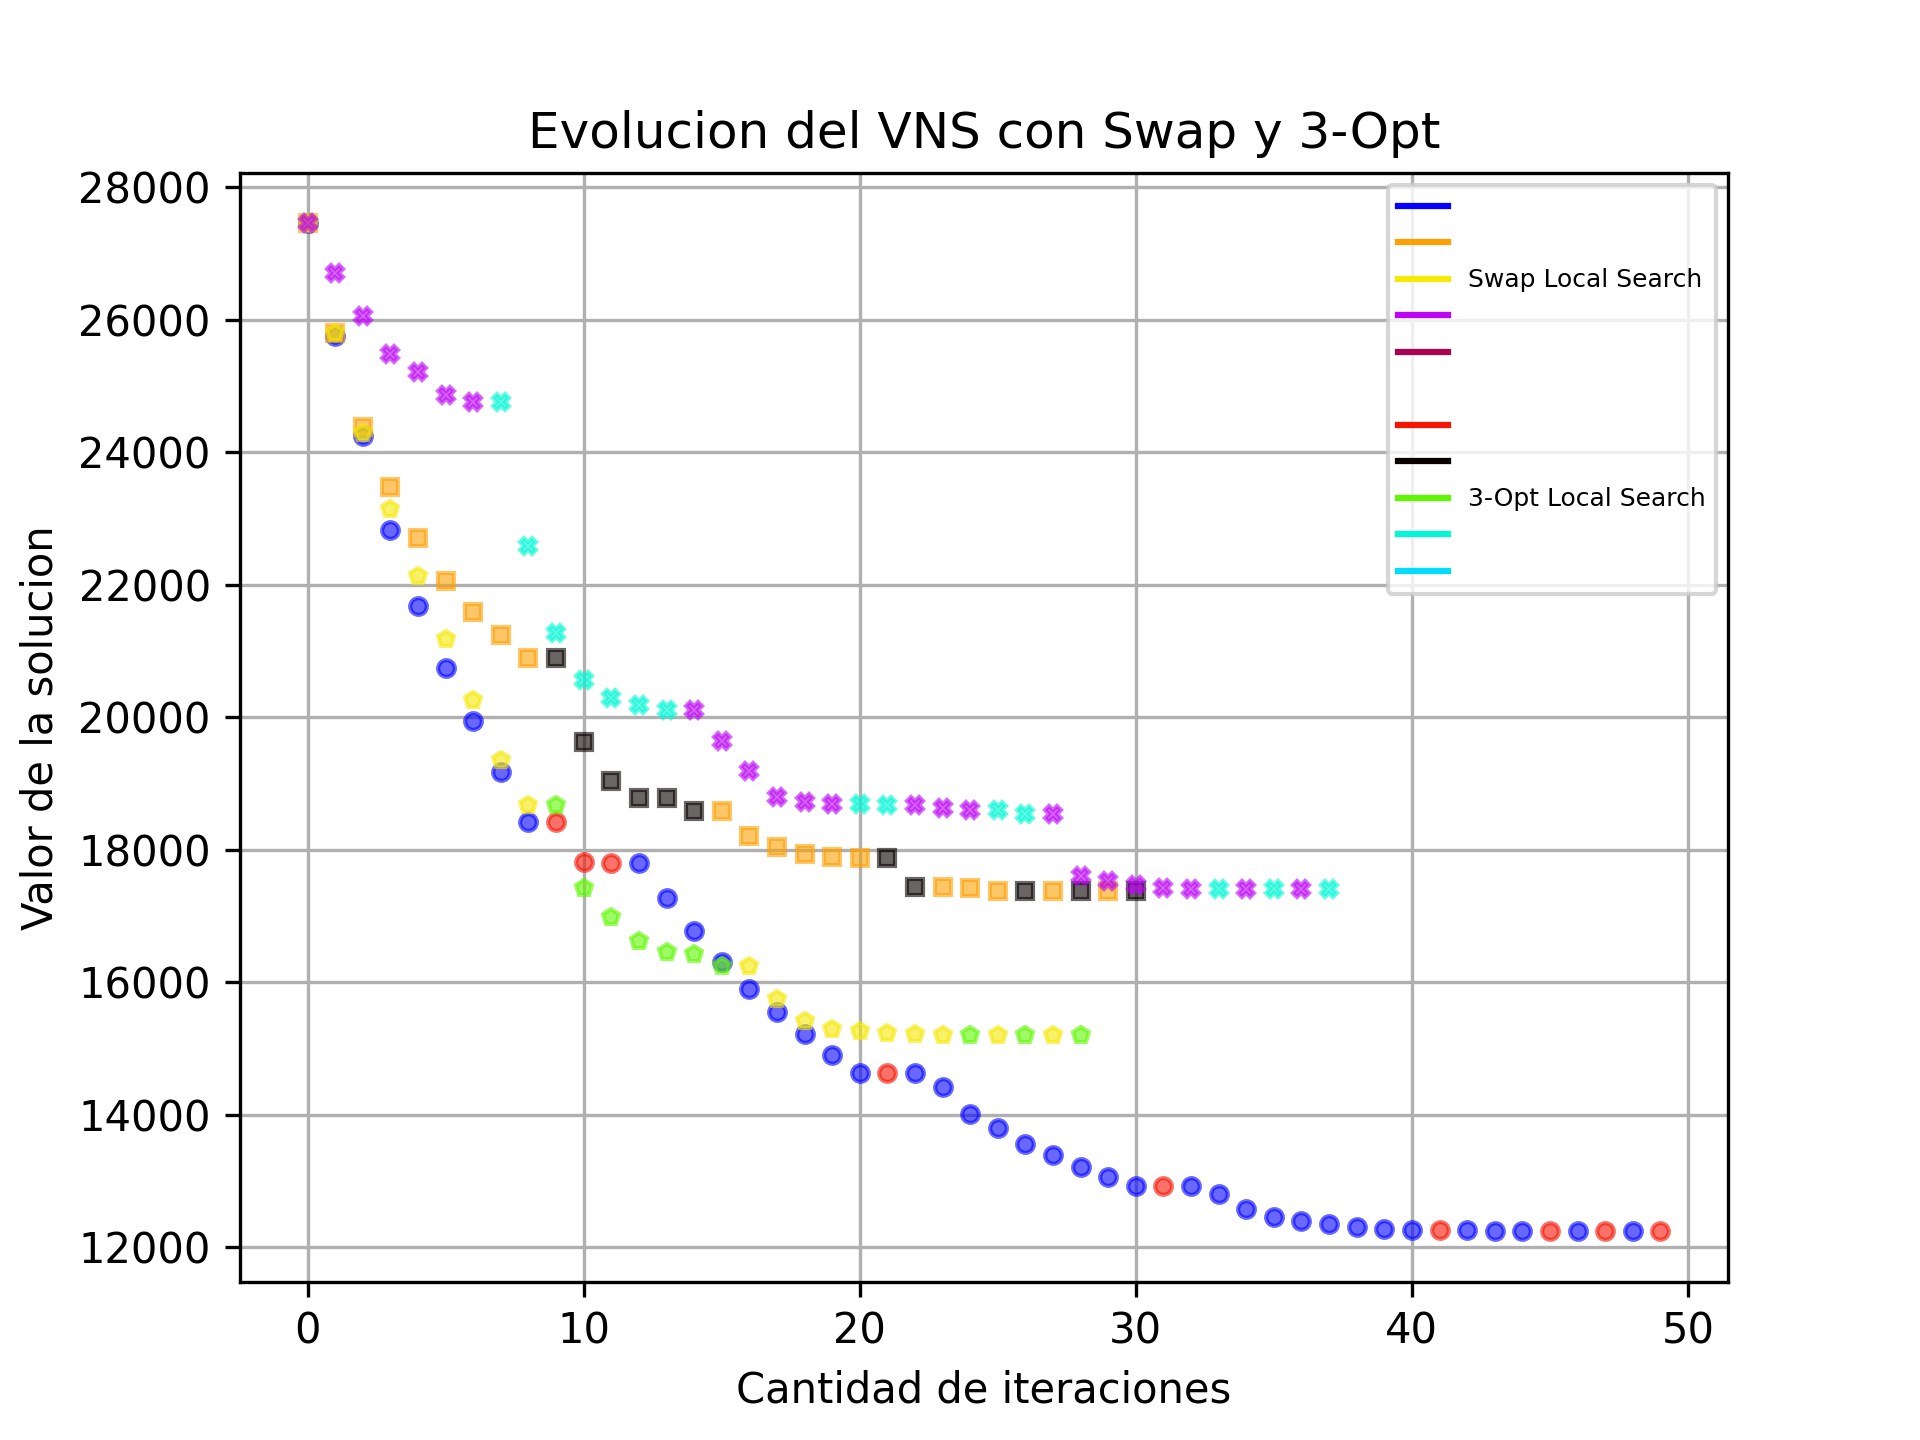 Evolucion del VNS con Swap y 3-Opt
28000
26000
24000
22000
20000
18000
16000
14000
12000
Valor de la solucion
Swap Local Search
3-Opt Local Search
0 10 20 30 40 50
Cantidad de iteraciones